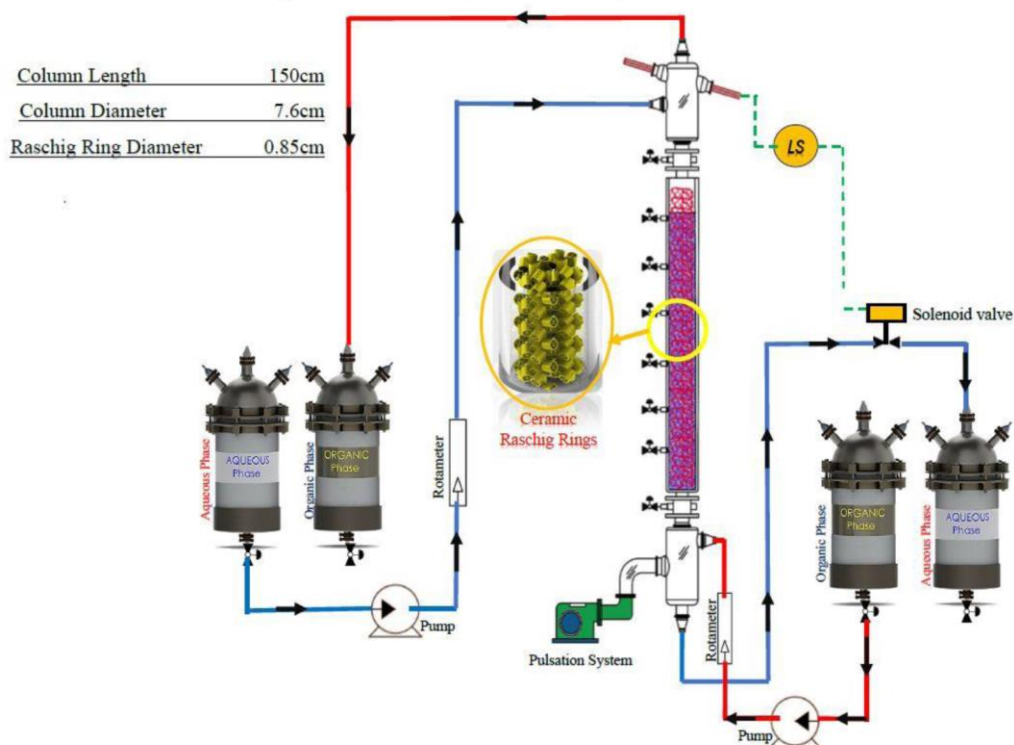 Column Length 150cm
Column Diameter 7.6cm
Raschig Ring Diameter 0.85cm
LS
Solenoid valve
Ceramic
Raschig Rings
Aqueous Phase
AQUEOUS
Phase
Organic Phase
ORGANIC
Phase
Rotameter
Pump
Pulsation System
Rotameter
Organic Phase
ORGANIC
Phase
Aqueous Phase
AQUEOUS
Phase
Pump